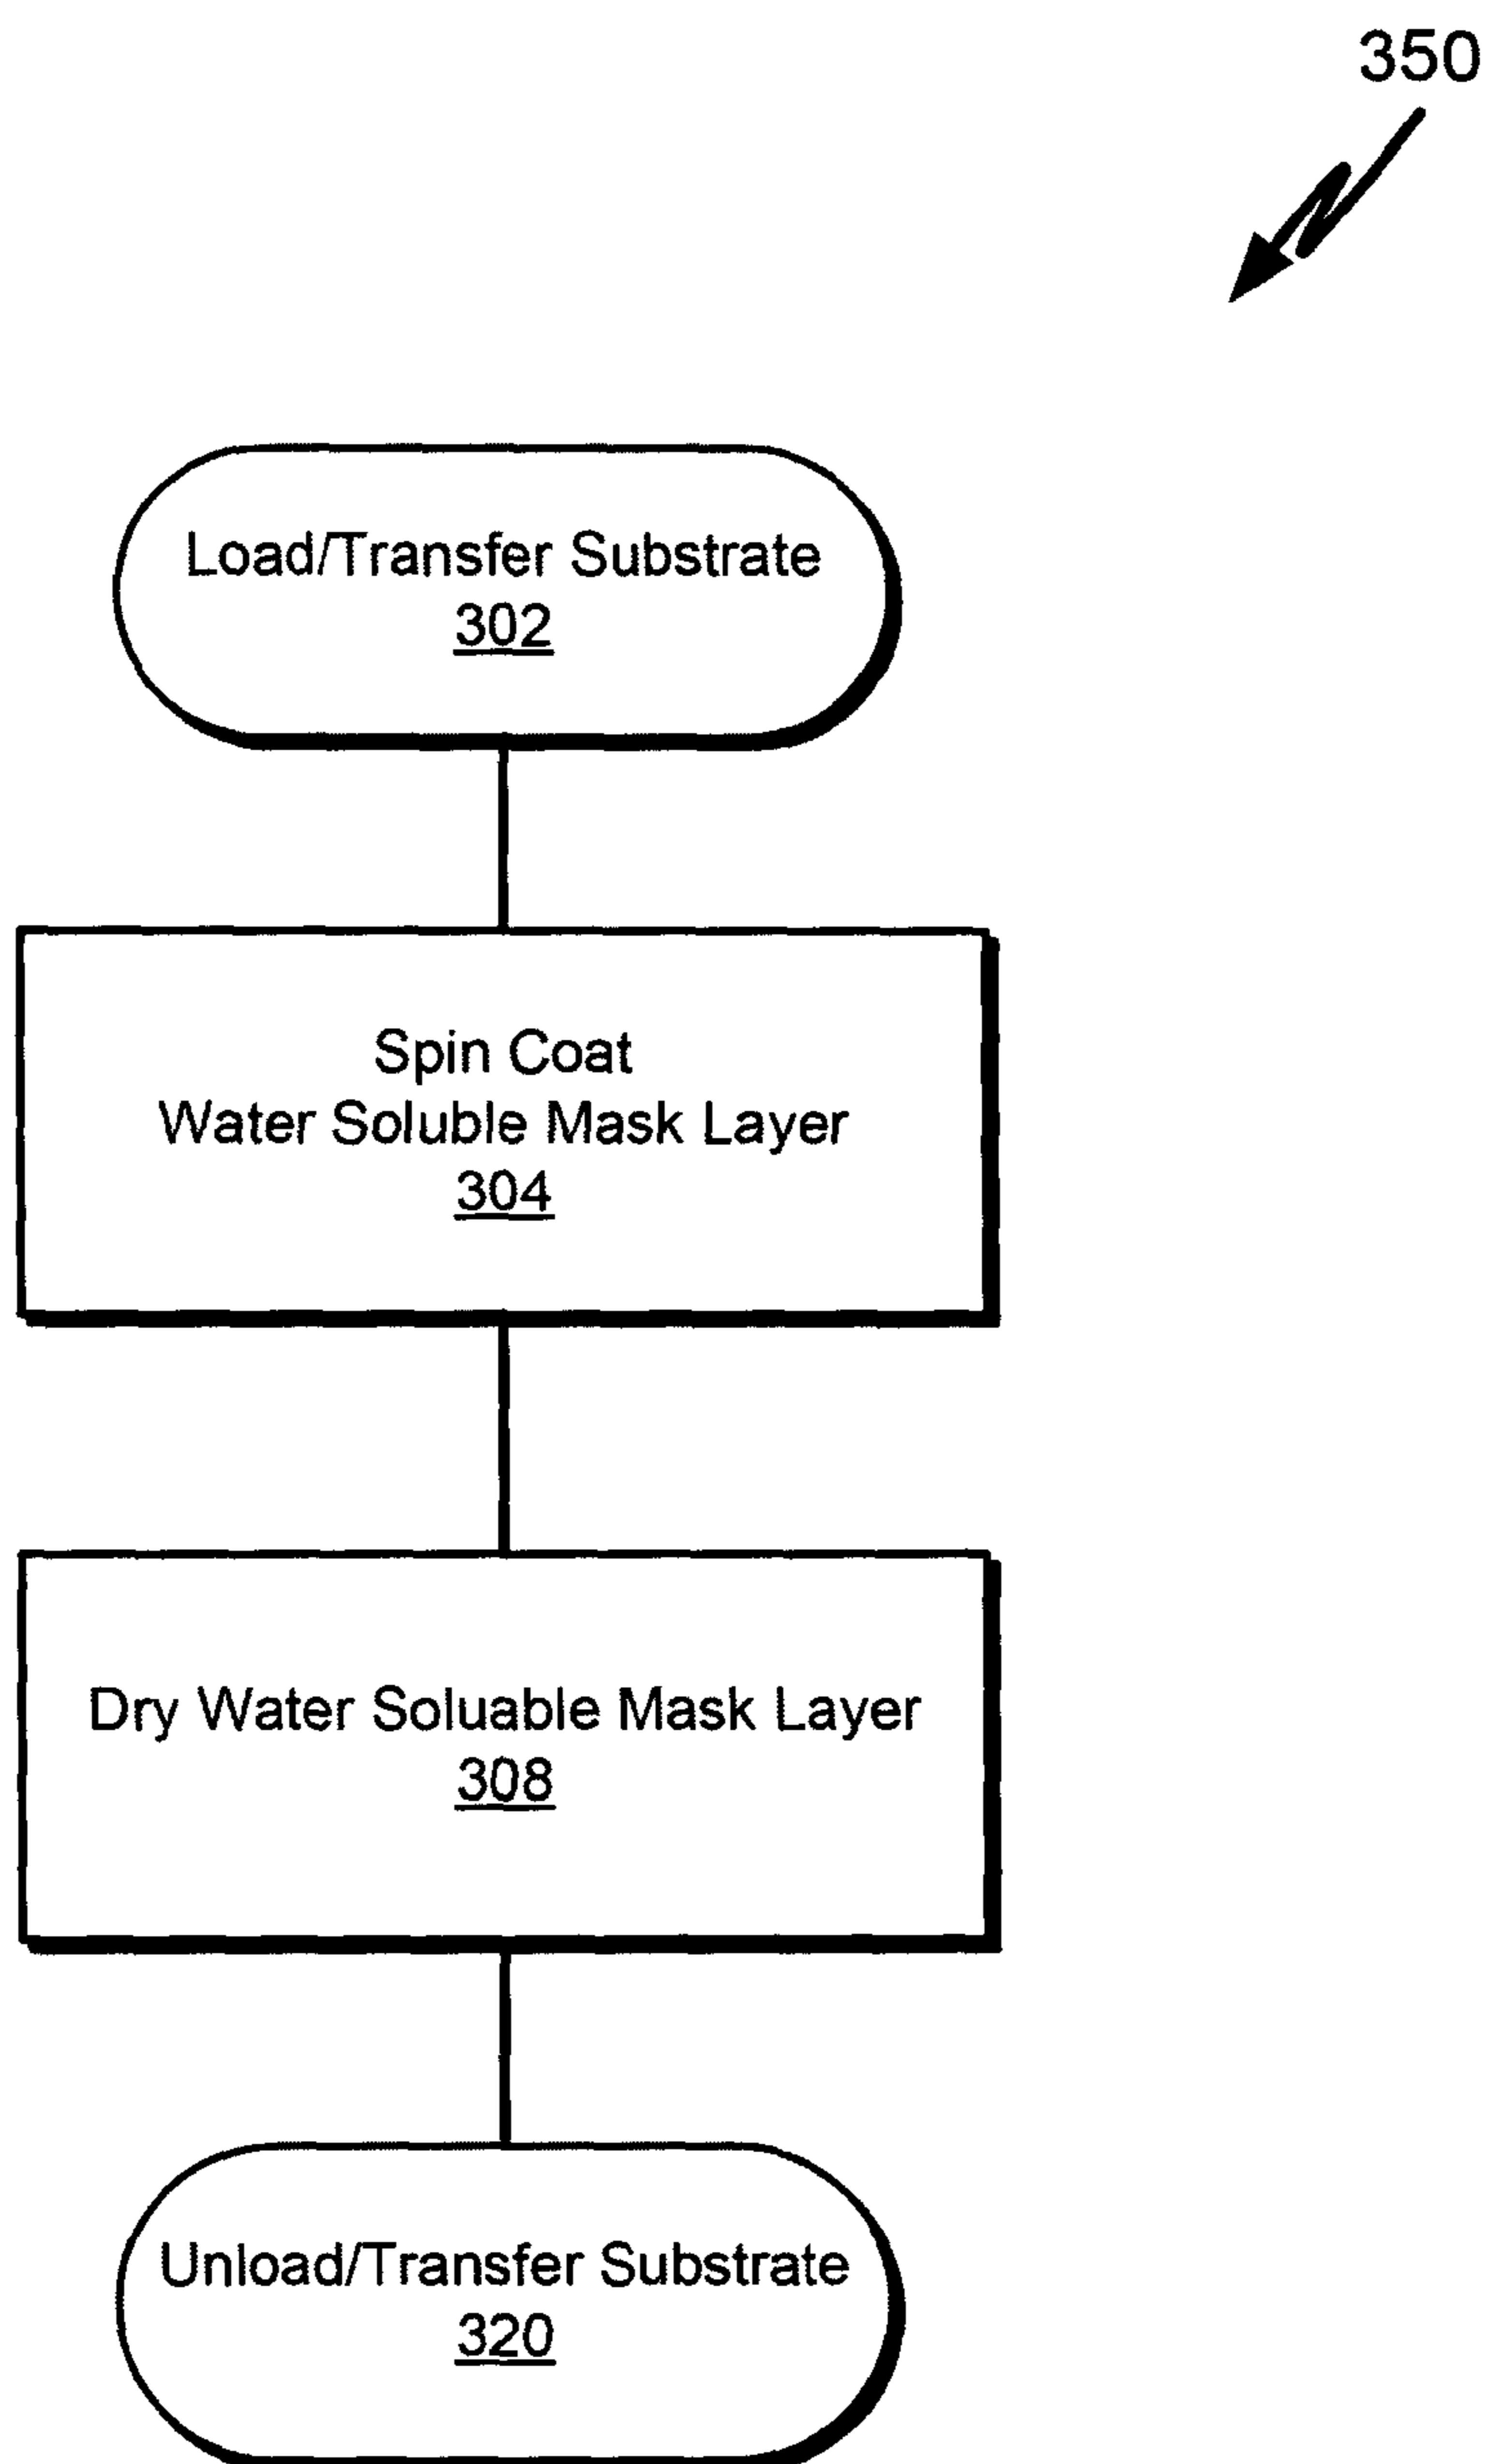 350
Load/Transfer Substrate
302
Spin Coat
Water Soluble Mask Layer
304
Dry Water Soluable Mask Layer
308
Unload/Transfer Substrate
320